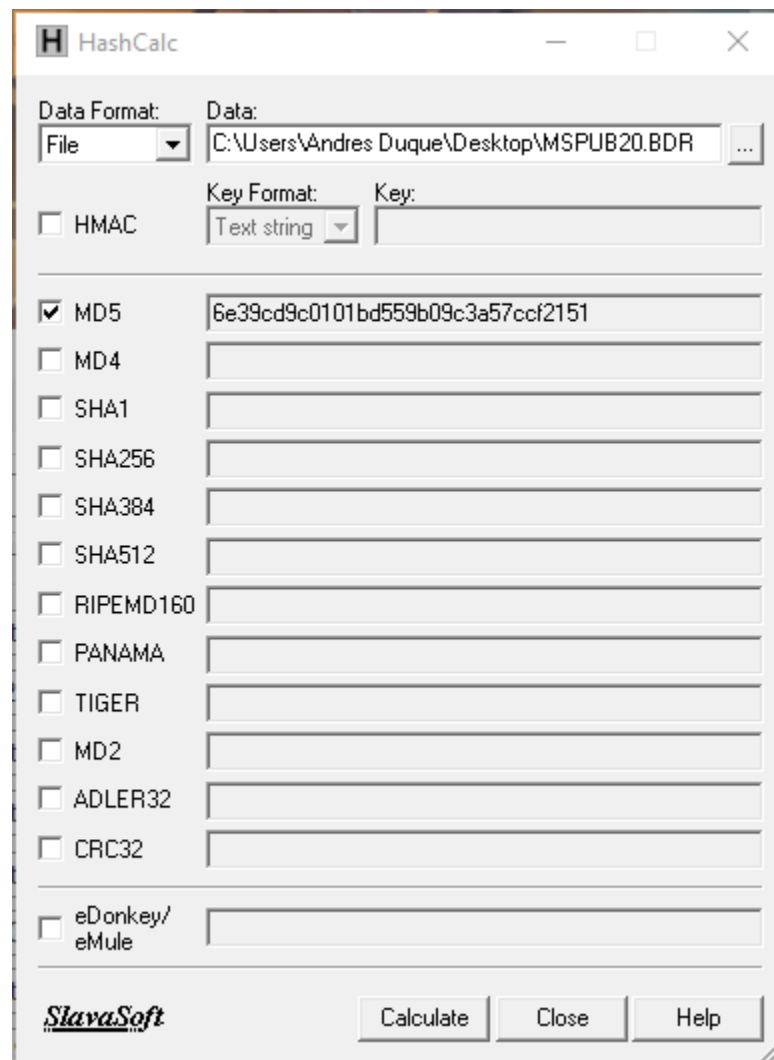 HashCalc
Data Format: Data:
File C:\Users\Andres Duque\Desktop\MSPUB20.BDR ...
Key Format: Key:
HMAC Text string
MD5 6e39cd9c0101bd559b09c3a57ccf2151
MD4
SHA1
SHA256
SHA384
SHA512
RIPEMD160
PANAMA
TIGER
MD2
ADLER32
CRC32
eDonkey/
eMule
SlavaSoft Calculate Close Help